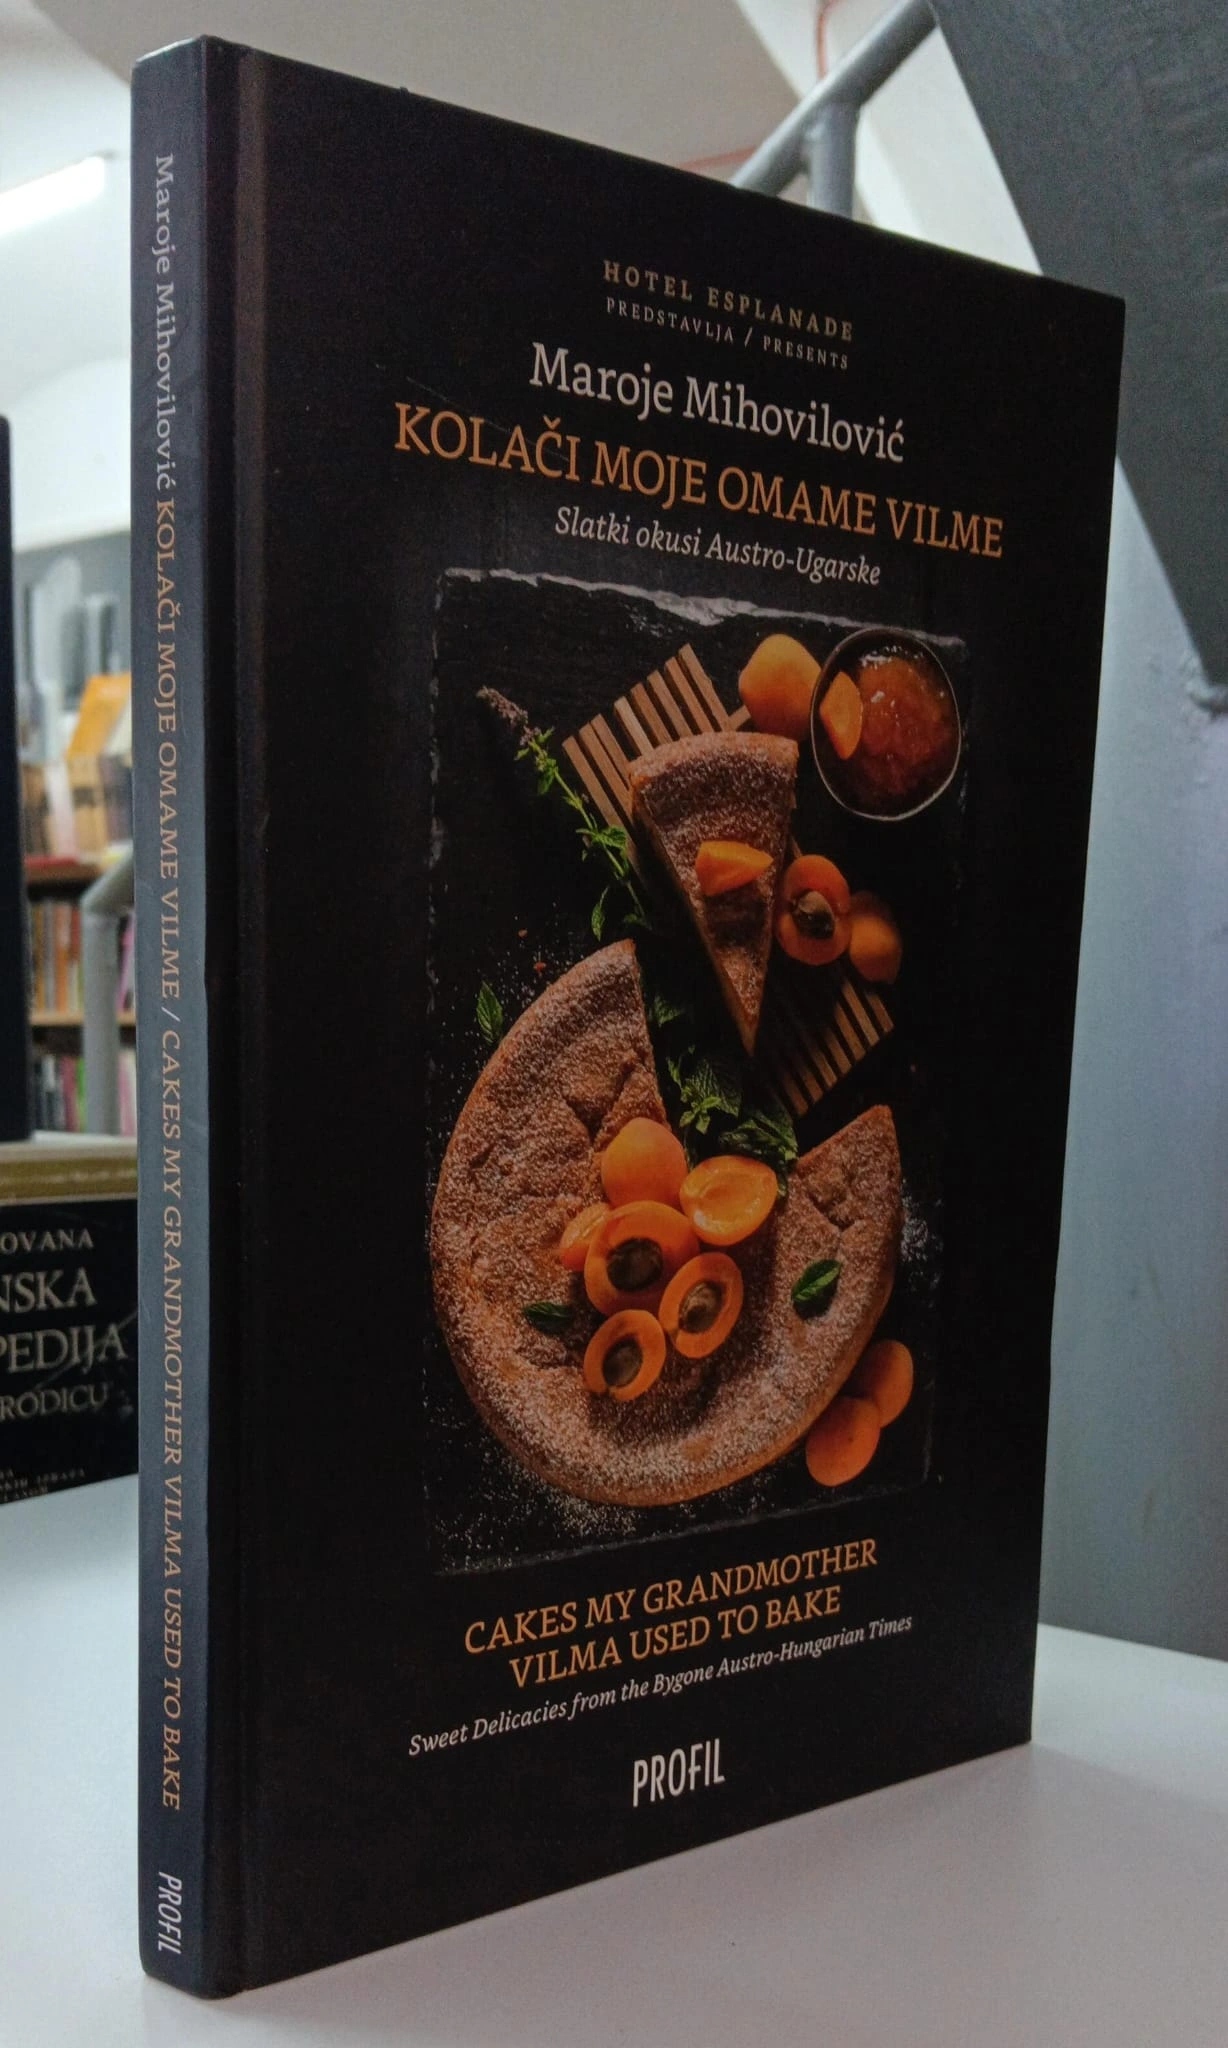 Maroje Mihovilović KOLAČI MOJE OMAME VILME / CAKES MY GRANDMOTHER VILMA USED TO BAKE PROFIL
HOTEL ESPLANADE
PREDSTAVLJA / PRESENTS
Maroje Mihovilović
KOLAČI MOJE OMAME VILME
Slatki okusi Austro-Ugarske
CAKES MY GRANDMOTHER
VILMA USED TO BAKE
Sweet Delicacies from the Bygone Austro-Hungarian Times
PROFIL
OVANA
NSKA
PEDIJA
RODICU